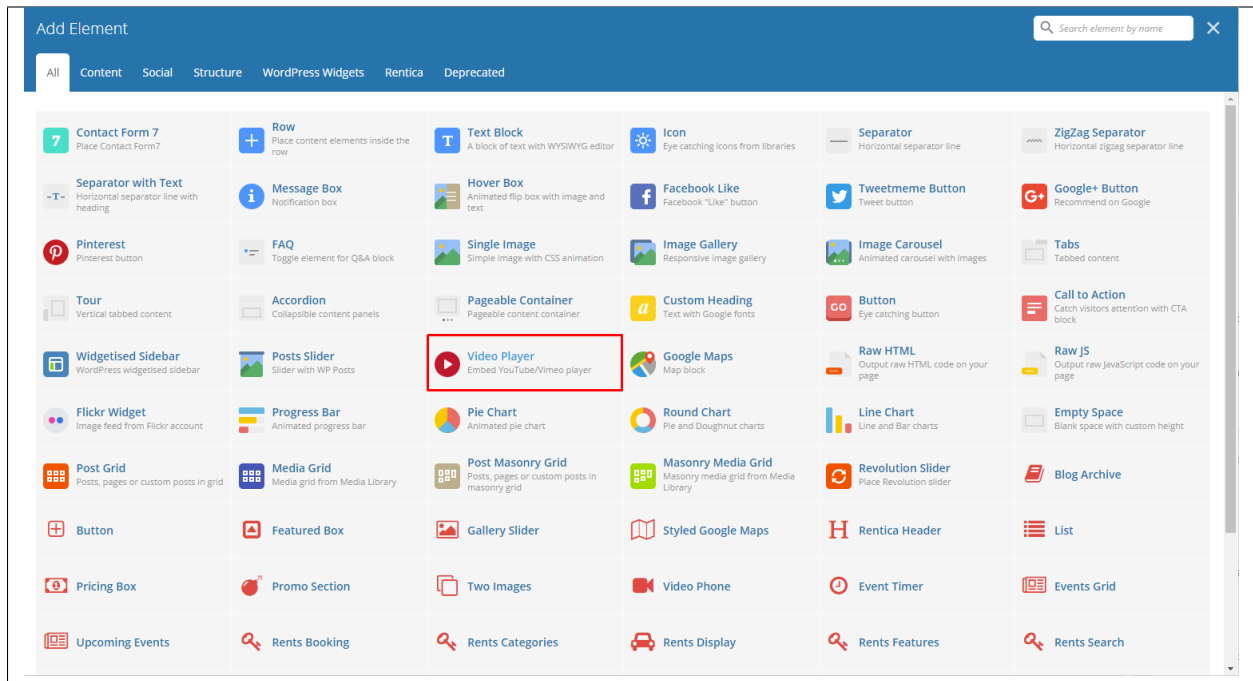 Add Element
Search element by name
All Content Social Structure WordPress Widgets Rentica Deprecated
7
Contact Form 7
Place Contact Form7
Row
Place content elements inside the
row
T
Text Block
A block of text with WYSIWYG editor
Icon
Eye catching icons from libraries
Separator
Horizontal separator line
ZigZag Separator
Horizontal zigzag separator line
-T-
Separator with Text
Horizontal separator line with
heading
i
Message Box
Notification box
Hover Box
Animated flip box with image and
text
f
Facebook Like
Facebook "Like" button
Tweetmeme Button
Tweet button
G+
Google+ Button
Recommend on Google
Pinterest
Pinterest button
FAQ
Toggle element for Q&A block
Single Image
Simple image with CSS animation
Image Gallery
Responsive image gallery
Image Carousel
Animated carousel with images
Tabs
Tabbed content
Tour
Vertical tabbed content
Accordion
Collapsible content panels
Pageable Container
Pageable content container
a
Custom Heading
Text with Google fonts
GO
Button
Eye catching button
Call to Action
Catch visitors attention with CTA
block
Widgetised Sidebar
WordPress widgetised sidebar
Posts Slider
Slider with WP Posts
Video Player
Embed YouTube/Vimeo player
Google Maps
Map block
Raw HTML
Output raw HTML code on your
page
Raw JS
Output raw JavaScript code on your
page
Flickr Widget
Image feed from Flickr account
Progress Bar
Animated progress bar
Pie Chart
Animated pie chart
Round Chart
Pie and Doughnut charts
Line Chart
Line and Bar charts
Empty Space
Blank space with custom height
Post Grid
Posts, pages or custom posts in grid
Media Grid
Media grid from Media Library
Post Masonry Grid
Posts, pages or custom posts in
masonry grid
Masonry Media Grid
Masonry media grid from Media
Library
Revolution Slider
Place Revolution slider
Blog Archive
Button
Featured Box
Gallery Slider
Styled Google Maps
H
Rentica Header
List
Pricing Box
Promo Section
Two Images
Video Phone
Event Timer
Events Grid
Upcoming Events
Rents Booking
Rents Categories
Rents Display
Rents Features
Rents Search